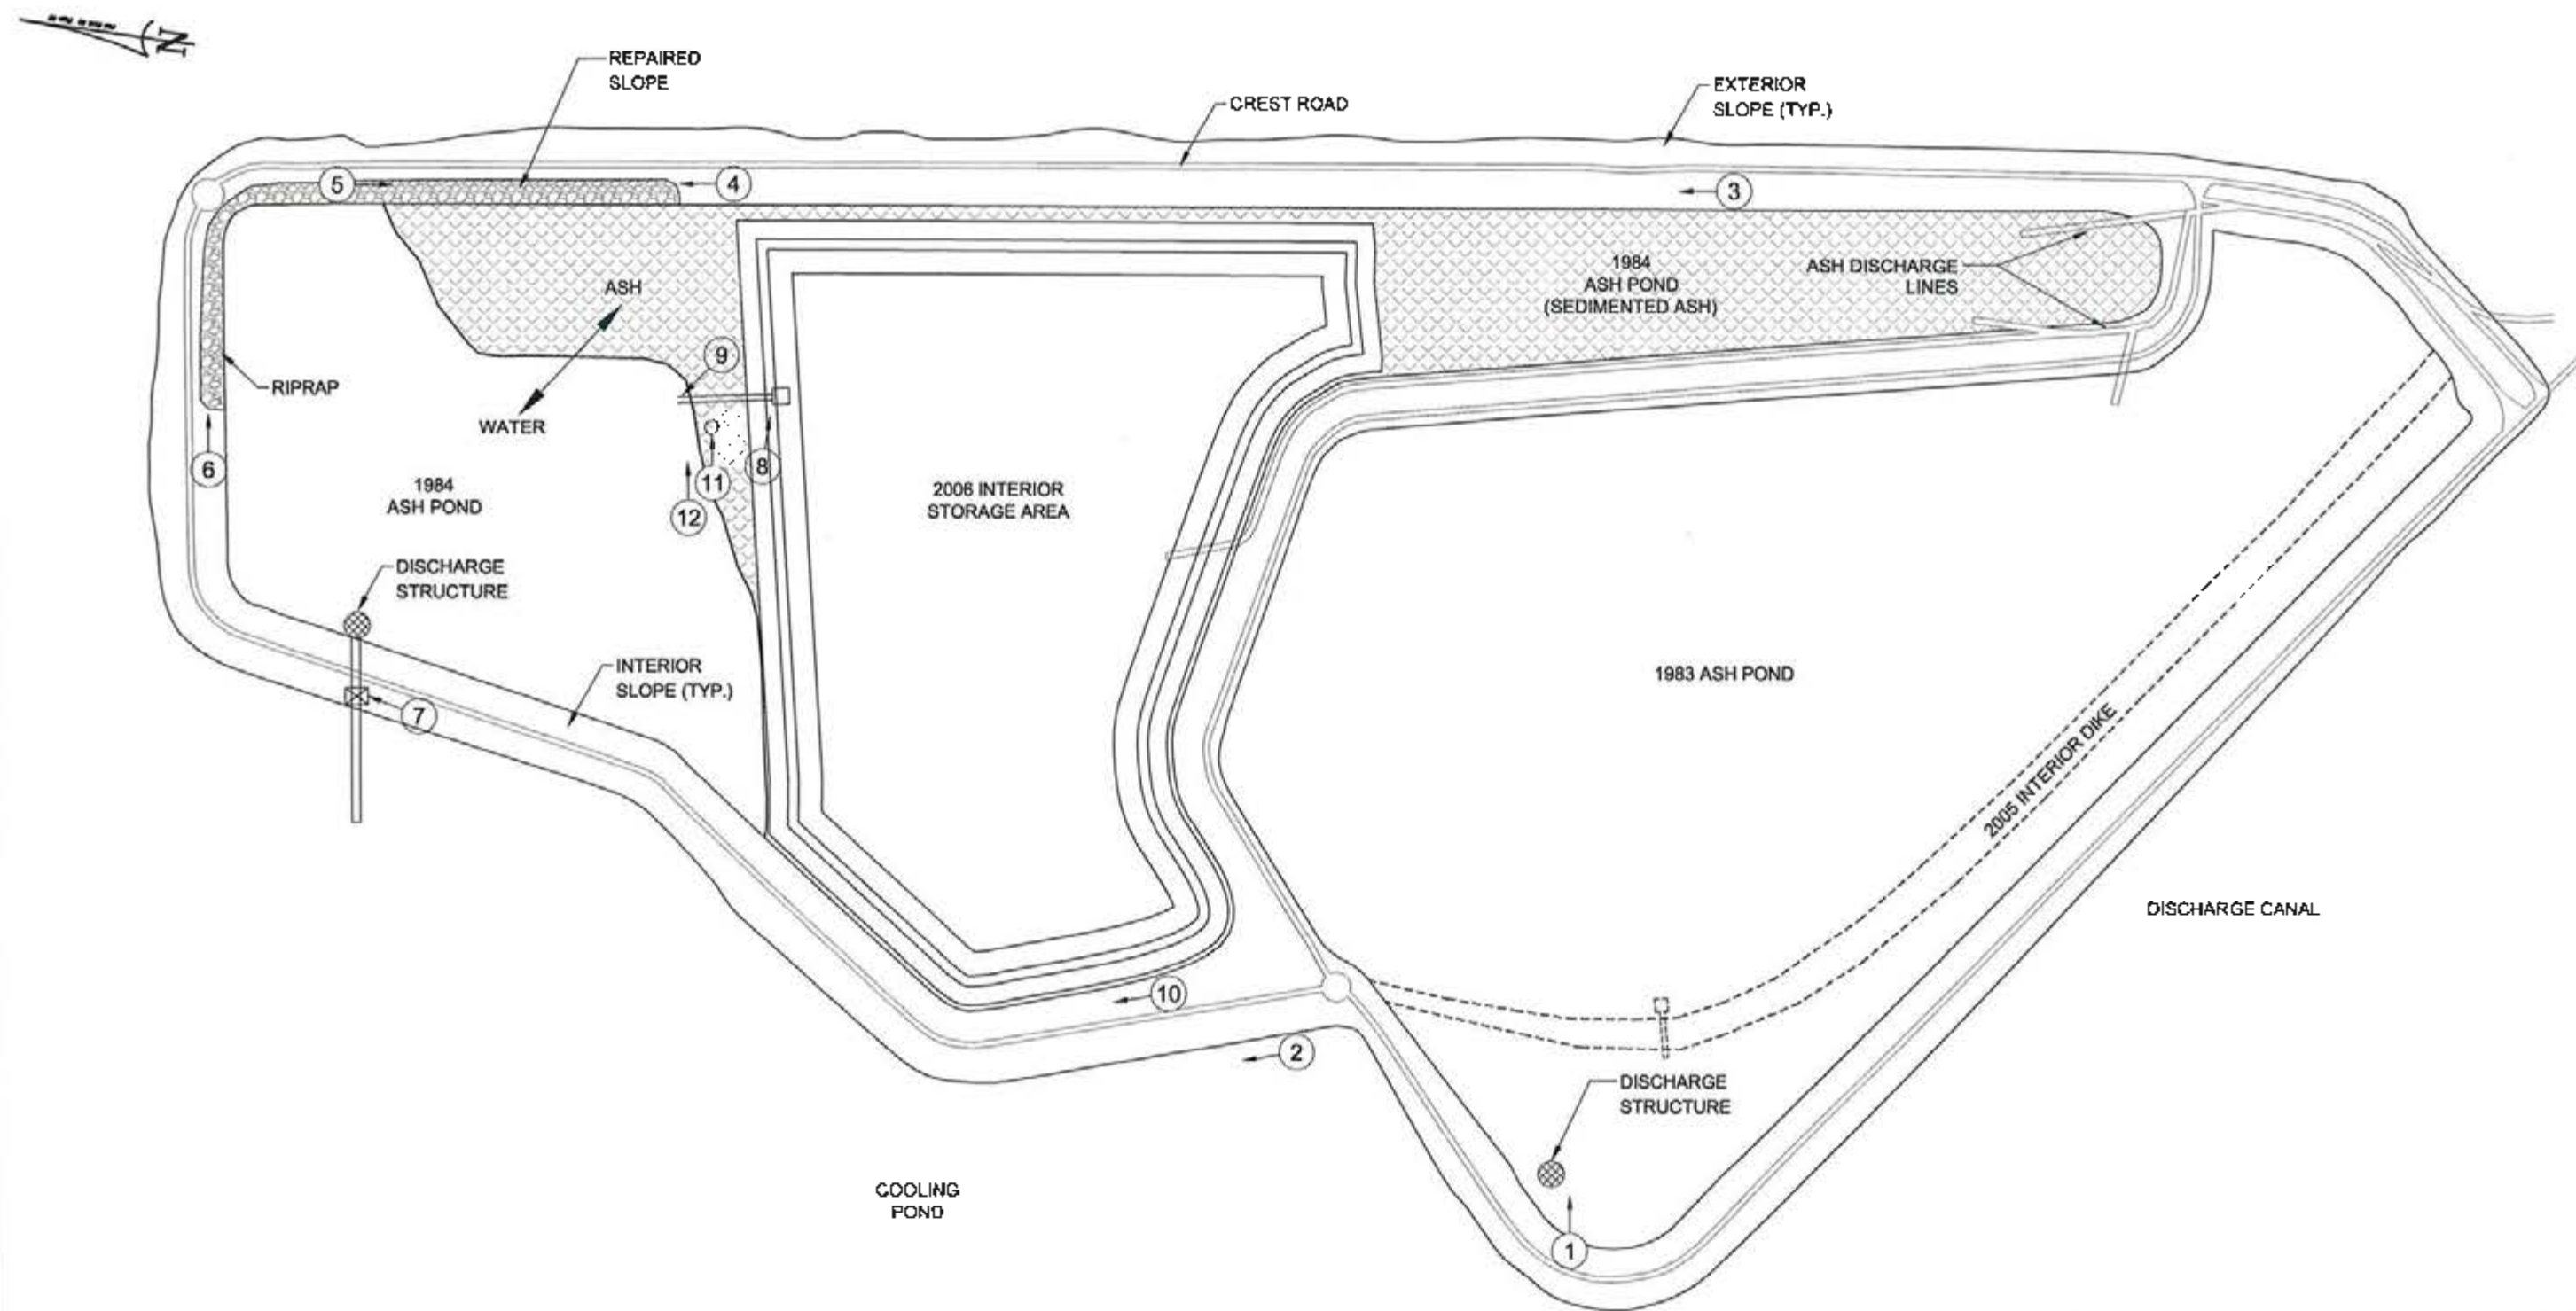 N
REPAIRED
SLOPE
CREST ROAD
EXTERIOR
SLOPE (TYP.)
5
4
3
1984
ASH POND
(SEDIMENTED ASH)
ASH DISCHARGE
LINES
ASH
9
RIPRAP
WATER
6
1984
ASH POND
11
8
12
2006 INTERIOR
STORAGE AREA
DISCHARGE
STRUCTURE
INTERIOR
SLOPE (TYP.)
7
1983 ASH POND
2005 INTERIOR DIKE
DISCHARGE CANAL
10
2
DISCHARGE
STRUCTURE
COOLING
POND
1